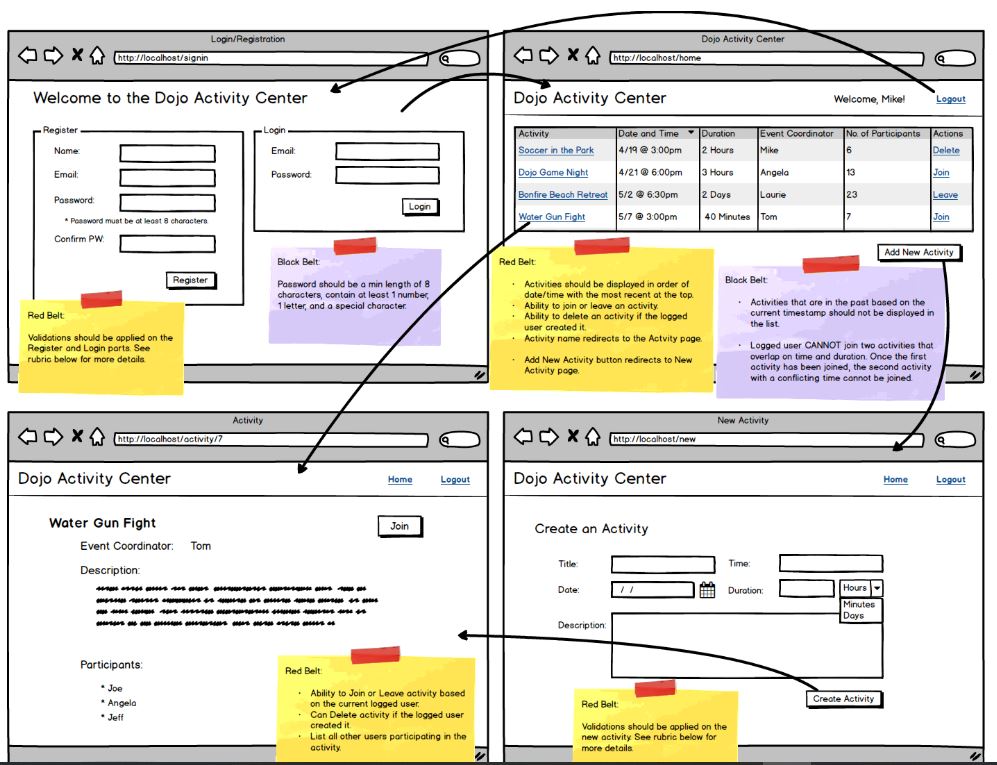 Login/Registration
http://localhost/signin
Welcome to the Dojo Activity Center
Register
Name:
Email:
Password:
* Password must be at least 8 characters
Confirm PW:
Register
Login
Email:
Password:
Login
Red Belt:
Validations should be applied on the
Register and Login parts. See
rubric below for more details.
Black Belt:
Password should be a min length of 8
characters, contain at least 1 number,
1 letter, and a special character.
Dojo Activity Center
http://localhost/home
Dojo Activity Center
Welcome, Mike!
Logout
Activity Date and Time Duration Event Coordinator No. of Participants Actions
Soccer in the Park 4/19 @ 3:00pm 2 Hours Mike 6 Delete
Dojo Game Night 4/21 @ 6:00pm 3 Hours Angela 13 Join
Bonfire Beach Retreat 5/2 @ 6:30pm 2 Days Laurie 23 Leave
Water Gun Fight 5/7 @ 3:00pm 40 Minutes Tom 7 Join
Add New Activity
Red Belt:
· Activities should be displayed in order of
date/time with the most recent at the top.
· Ability to join or leave an activity.
· Ability to delete an activity if the logged
user created it.
· Activity name redirects to the Activity page.
· Add New Activity button redirects to New
Activity page.
Black Belt:
· Activities that are in the past based on the
current timestamp should not be displayed in
the list.
· Logged user CANNOT join two activities that
overlap on time and duration. Once the first
activity has been joined, the second activity
with a conflicting time cannot be joined.
Activity
http://localhost/activity/7
Dojo Activity Center
Home
Logout
Water Gun Fight
Join
Event Coordinator: Tom
Description:
Participants:
* Joe
* Angela
* Jeff
Red Belt:
· Ability to Join or Leave activity based
on the current logged user.
· Can Delete activity if the logged user
created it.
· List all other users participating in the
activity.
New Activity
http://localhost/new
Dojo Activity Center
Home
Logout
Create an Activity
Title:
Time:
Date: / /
Duration:
Hours
Minutes
Days
Description:
Create Activity
Red Belt:
Validations should be applied on the
new activity. See rubric below for
more details.